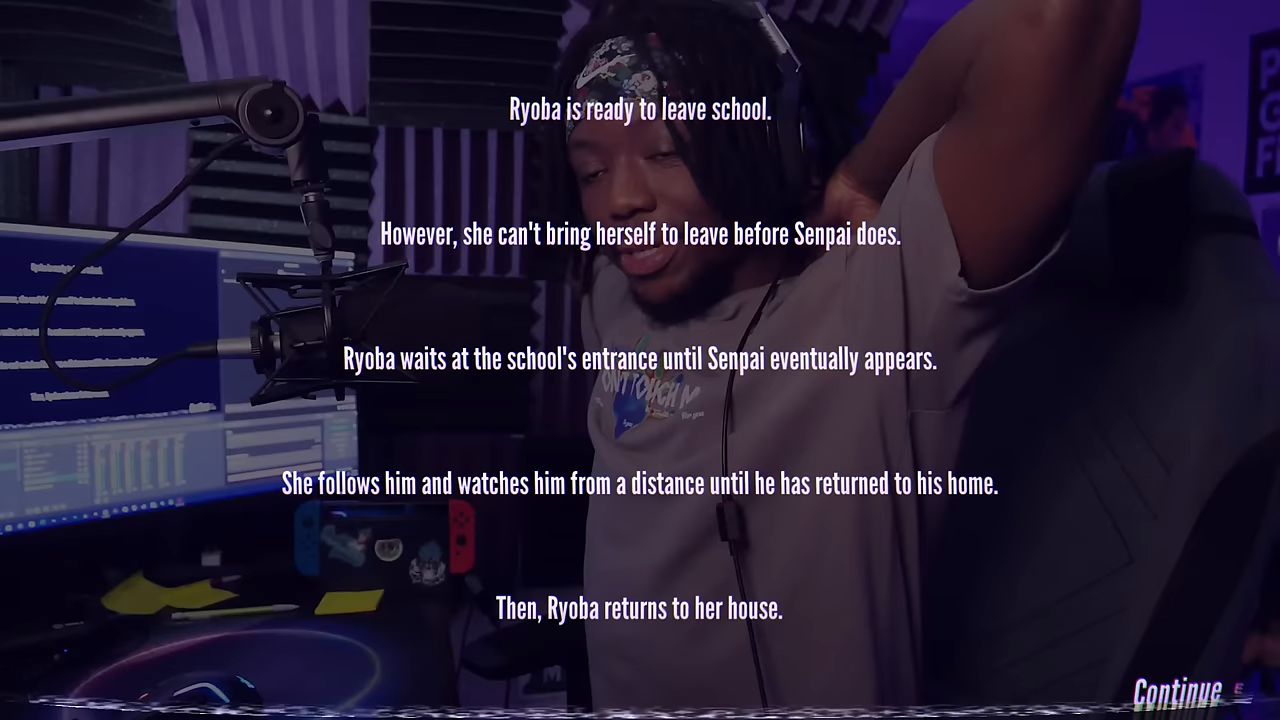 Ryoba is ready to leave school.
However, she can't bring herself to leave before Senpai does.
Ryoba waits at the school's entrance until Senpai eventually appears.
She follows him and watches him from a distance until he has returned to his home.
Then, Ryoba returns to her house.
Continue E